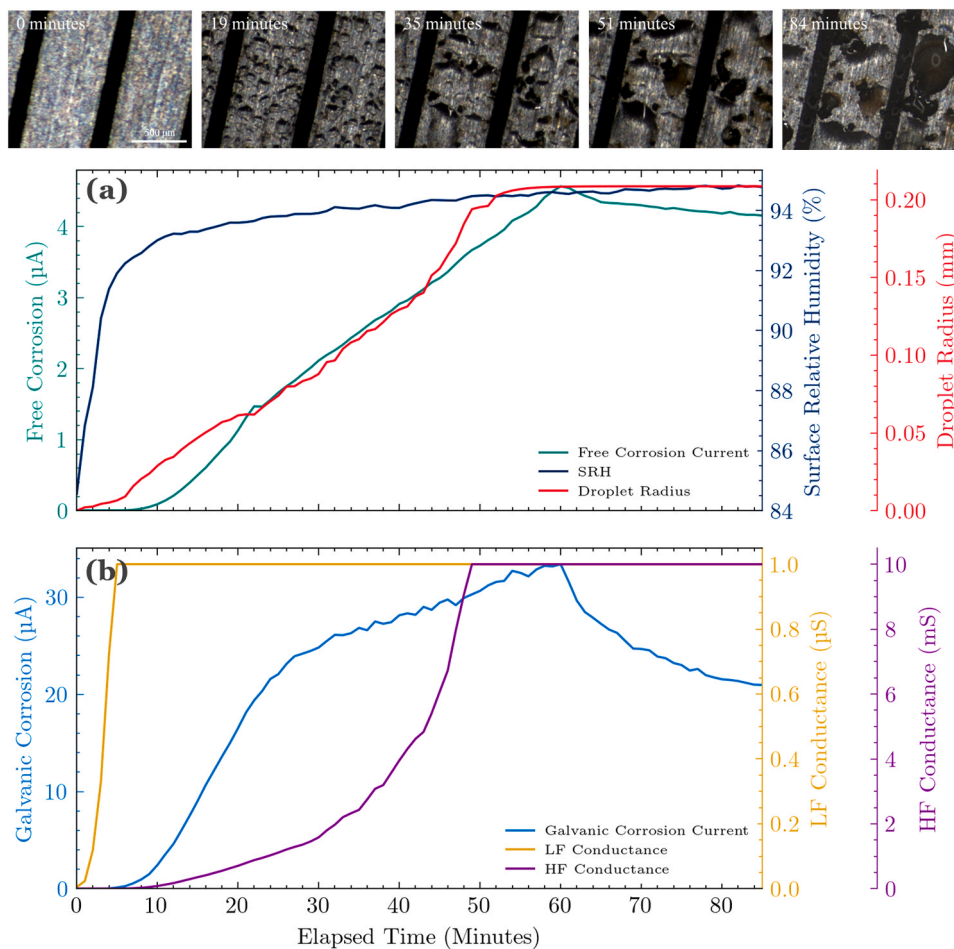 0 minutes
19 minutes
35 minutes
51 minutes
84 minutes
500 µm
(a)
Free Corrosion (µA)
0
1
2
3
4
Free Corrosion Current
SRH
Droplet Radius
Surface Relative Humidity (%)
84
86
88
90
92
94
Droplet Radius (mm)
0.00
0.05
0.10
0.15
0.20
(b)
Galvanic Corrosion (µA)
0
10
20
30
Galvanic Corrosion Current
LF Conductance
HF Conductance
LF Conductance (µS)
0.0
0.2
0.4
0.6
0.8
1.0
HF Conductance (mS)
0
2
4
6
8
10
0 10 20 30 40 50 60 70 80
Elapsed Time (Minutes)